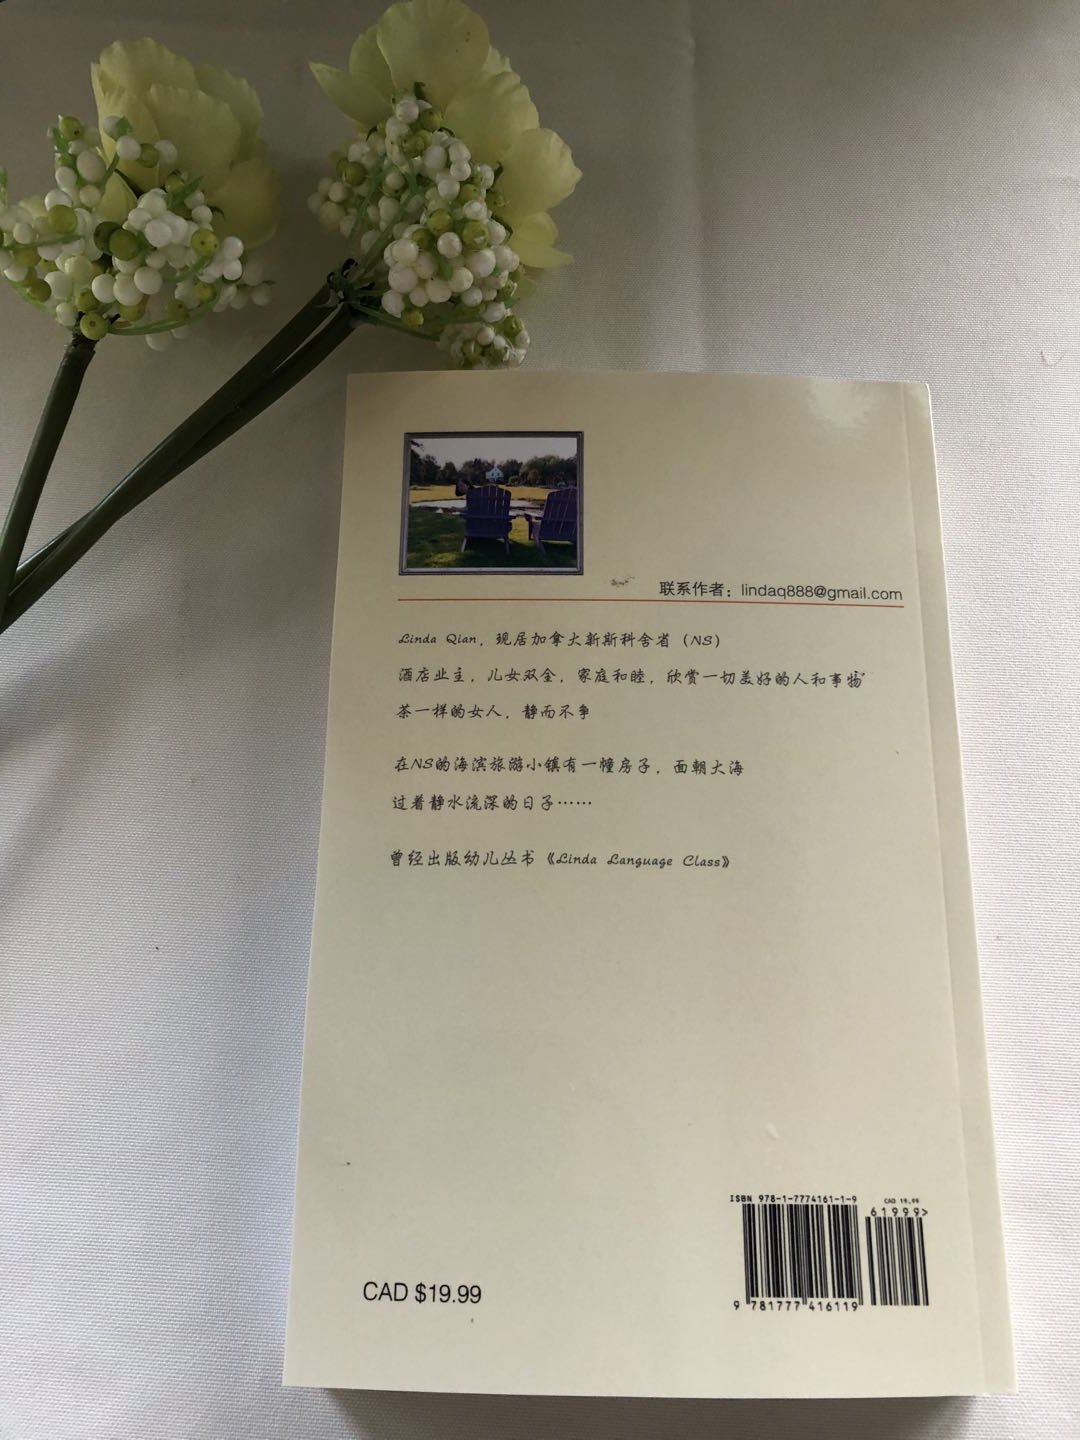 联系作者：lindaq888@gmail.com
Linda Qian，现居加拿大新斯科舍省（NS）
酒店业主，儿女双全，家庭和睦，欣赏一切美好的人和事物
茶一样的女人，静而不争
在NS的海滨旅游小镇有一幢房子，面朝大海
过着静水流深的日子……
曾经出版幼儿丛书《Linda Language Class》
ISBN 978-1-7774161-1-9
CAD 19.99
61999>
9 781777 416119
CAD $19.99